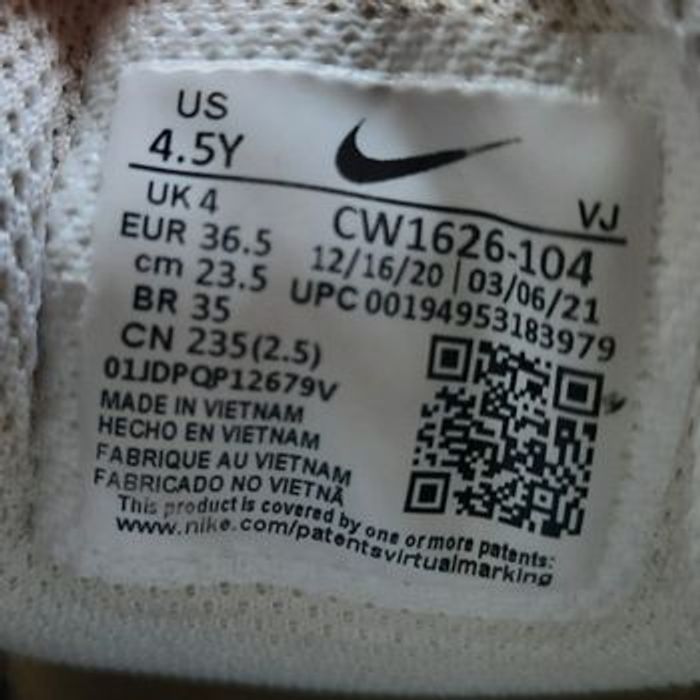 US
4.5Y
VJ
UK 4
CW1626-104
EUR 36.5
12/16/20 | 03/06/21
cm 23.5
UPC 00194953183979
BR 35
CN 235(2.5)
01JDPQP12679V
MADE IN VIETNAM
HECHO EN VIETNAM
FABRIQUE AU VIETNAM
FABRICADO NO VIETNÃ
This product is covered by one or more patents:
www.nike.com/patentsvirtualmarking